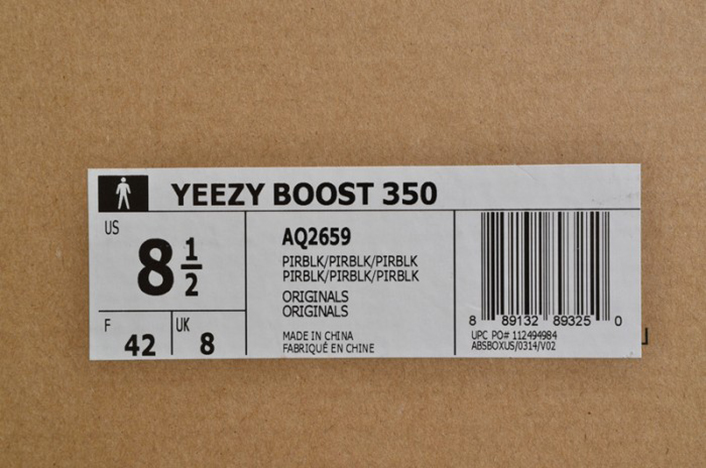 YEEZY BOOST 350
US
8 1/2
F
42
UK
8
AQ2659
PIRBLK/PIRBLK/PIRBLK
PIRBLK/PIRBLK/PIRBLK
ORIGINALS
ORIGINALS
MADE IN CHINA
FABRIQUÉ EN CHINE
8 89132 89325 0
UPC PO# 112494984
ABSBOXUS/0314/V02